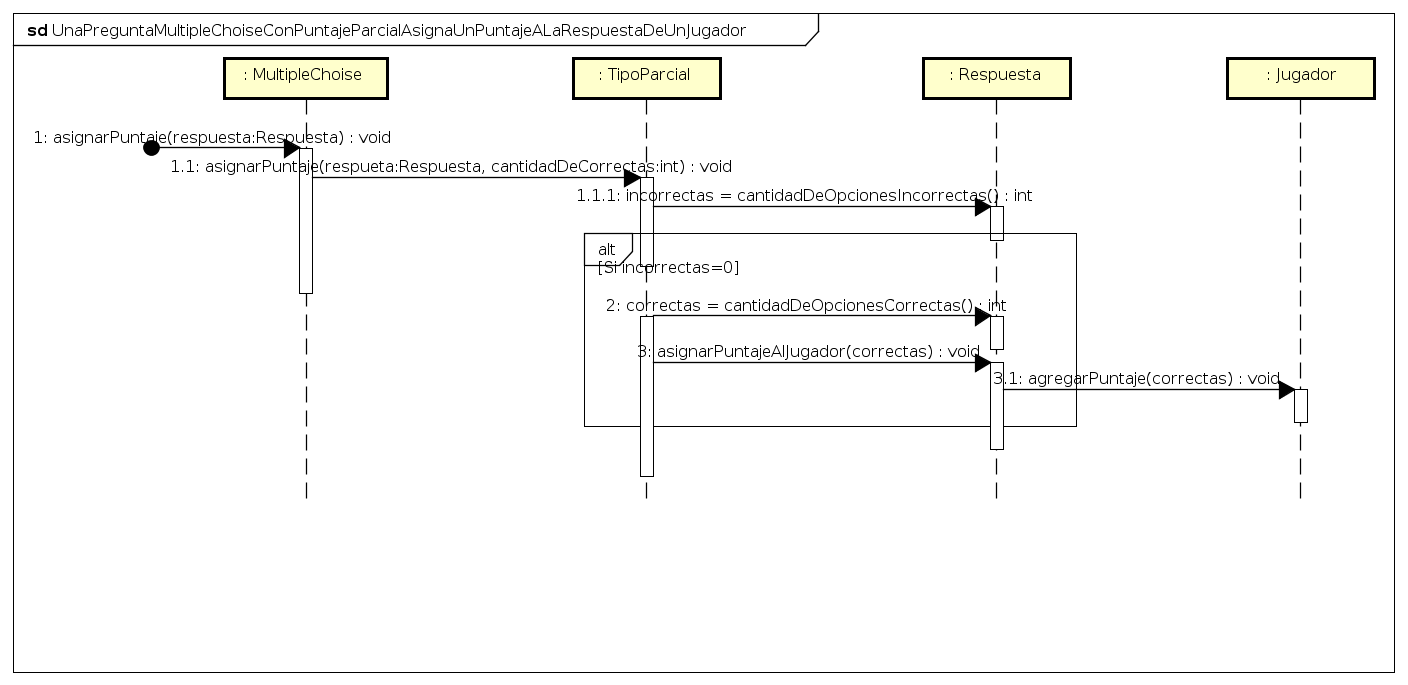 sd UnaPreguntaMultipleChoiseConPuntajeParcialAsignaUnPuntajeALaRespuestaDeUnJugador
: MultipleChoise
: TipoParcial
: Respuesta
: Jugador
1: asignarPuntaje(respuesta:Respuesta) : void
1.1: asignarPuntaje(respueta:Respuesta, cantidadDeCorrectas:int) : void
1.1.1: incorrectas = cantidadDeOpcionesIncorrectas() : int
alt
[Si incorrectas=0]
2: correctas = cantidadDeOpcionesCorrectas() : int
3: asignarPuntajeAlJugador(correctas) : void
3.1: agregarPuntaje(correctas) : void